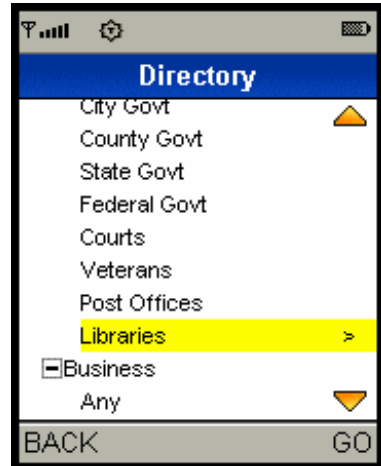 Directory
City Govt
County Govt
State Govt
Federal Govt
Courts
Veterans
Post Offices
Libraries >
Business
Any
BACK GO